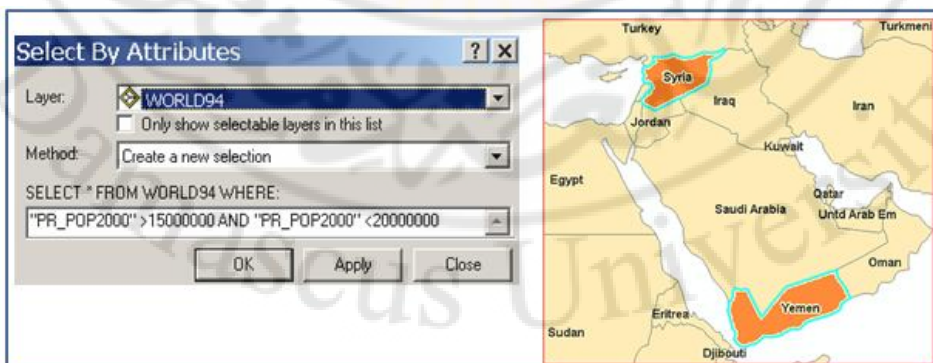 Select By Attributes
? X
Layer: WORLD94
Only show selectable layers in this list
Method: Create a new selection
SELECT * FROM WORLD94 WHERE:
"PR_POP2000" >15000000 AND "PR_POP2000" <20000000
OK Apply Close
Turkey
Turkmeni
Syria
Iraq
Iran
Jordan
Kuwait
Egypt
Qatar
Saudi Arabia
Untd Arab Em
Oman
Yemen
Eritrea
Sudan
Djibouti
Damascus University